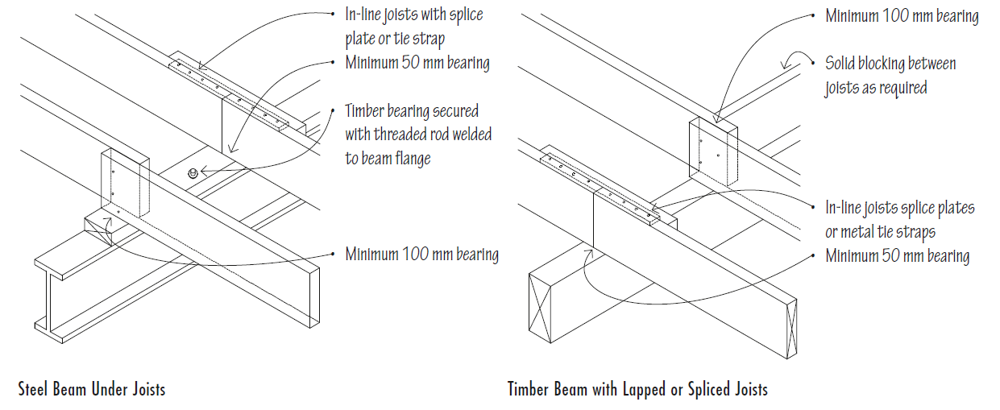 In-line joists with splice
plate or tie strap
Minimum 50 mm bearing
Timber bearing secured
with threaded rod welded
to beam flange
Minimum 100 mm bearing
Steel Beam Under Joists
Minimum 100 mm bearing
Solid blocking between
joists as required
In-line joists splice plates
or metal tie straps
Minimum 50 mm bearing
Timber Beam with Lapped or Spliced Joists